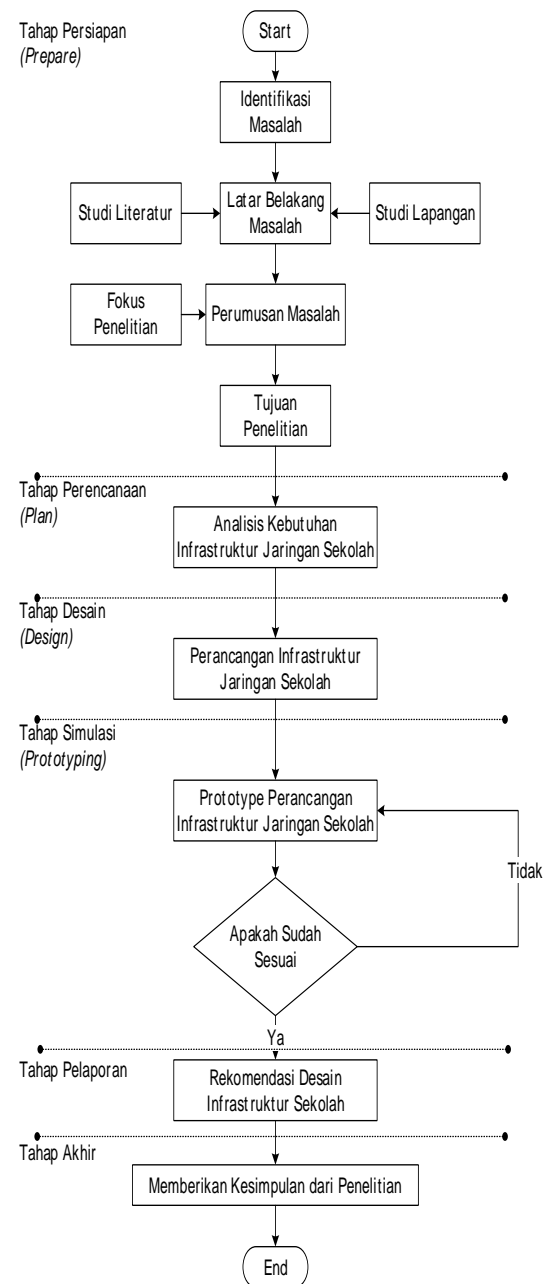 Tahap Persiapan
(Prepare)
Start
Identifikasi
Masalah
Studi Literatur
Latar Belakang
Masalah
Studi Lapangan
Fokus
Penelitian
Perumusan Masalah
Tujuan
Penelitian
Tahap Perencanaan
(Plan)
Analisis Kebutuhan
Infrastruktur Jaringan Sekolah
Tahap Desain
(Design)
Perancangan Infrastruktur
Jaringan Sekolah
Tahap Simulasi
(Prototyping)
Prototype Perancangan
Infrastruktur Jaringan Sekolah
Tidak
Apakah Sudah
Sesuai
Ya
Tahap Pelaporan
Rekomendasi Desain
Infrastruktur Sekolah
Tahap Akhir
Memberikan Kesimpulan dari Penelitian
End